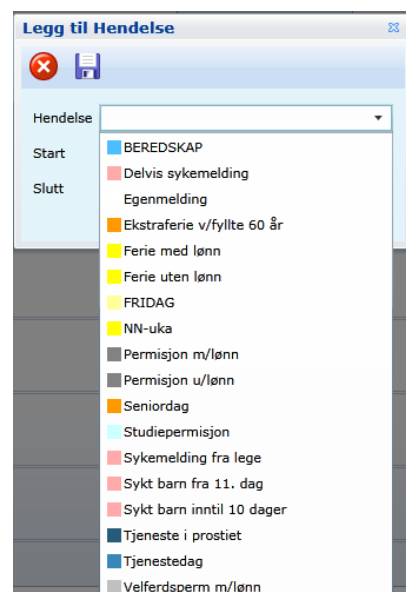 Legg til Hendelse
Hendelse
Start
Slutt
BEREDSKAP
Delvis sykemelding
Egenmelding
Ekstraferie v/fyllte 60 år
Ferie med lønn
Ferie uten lønn
FRIDAG
NN-uka
Permisjon m/lønn
Permisjon u/lønn
Seniordag
Studiepermisjon
Sykemelding fra lege
Sykt barn fra 11. dag
Sykt barn inntil 10 dager
Tjeneste i prostiet
Tjenestedag
Velferdsperm m/lønn